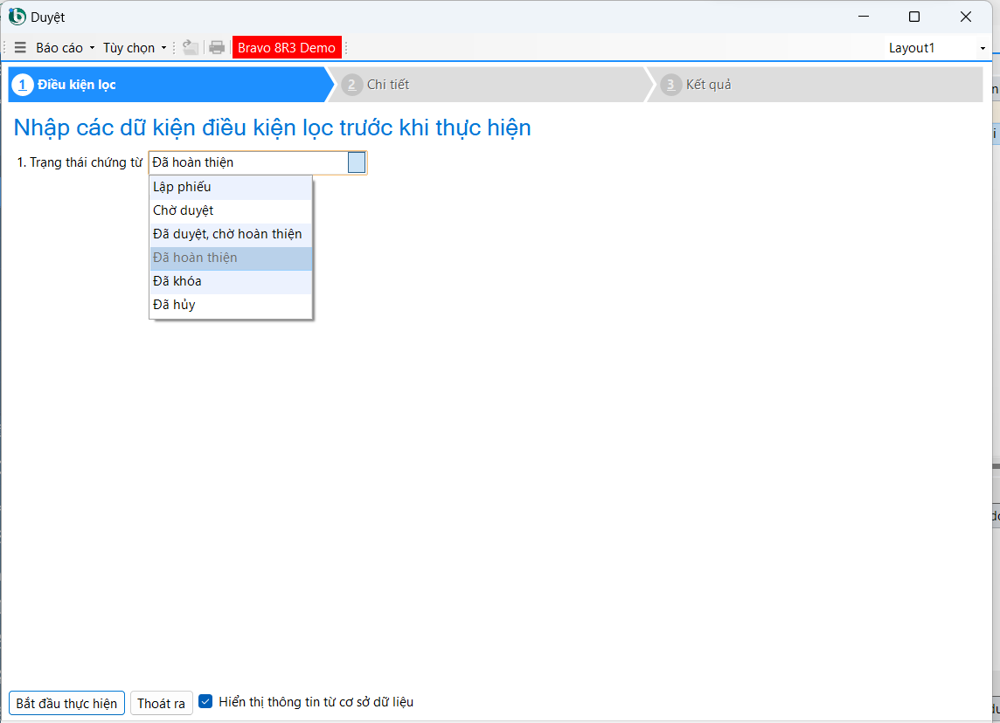 Duyệt
Báo cáo Tùy chọn Bravo 8R3 Demo Layout1
1 Điều kiện lọc 2 Chi tiết 3 Kết quả
Nhập các dữ kiện điều kiện lọc trước khi thực hiện
1. Trạng thái chứng từ Đã hoàn thiện
Lập phiếu
Chờ duyệt
Đã duyệt, chờ hoàn thiện
Đã hoàn thiện
Đã khóa
Đã hủy
Bắt đầu thực hiện Thoát ra Hiển thị thông tin từ cơ sở dữ liệu